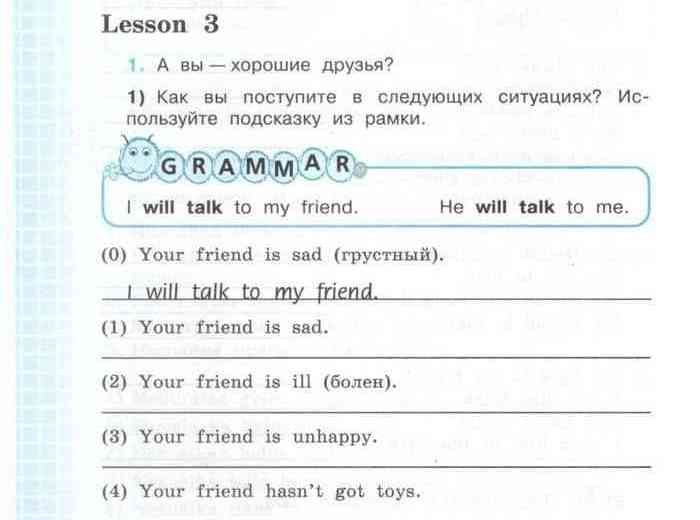 Lesson 3
1. А вы — хорошие друзья?
1) Как вы поступите в следующих ситуациях? Ис-
пользуйте подсказку из рамки.
GRAMMAR
I will talk to my friend. He will talk to me.
(0) Your friend is sad (грустный).
I will talk to my friend.
(1) Your friend is sad.
(2) Your friend is ill (болен).
(3) Your friend is unhappy.
(4) Your friend hasn't got toys.